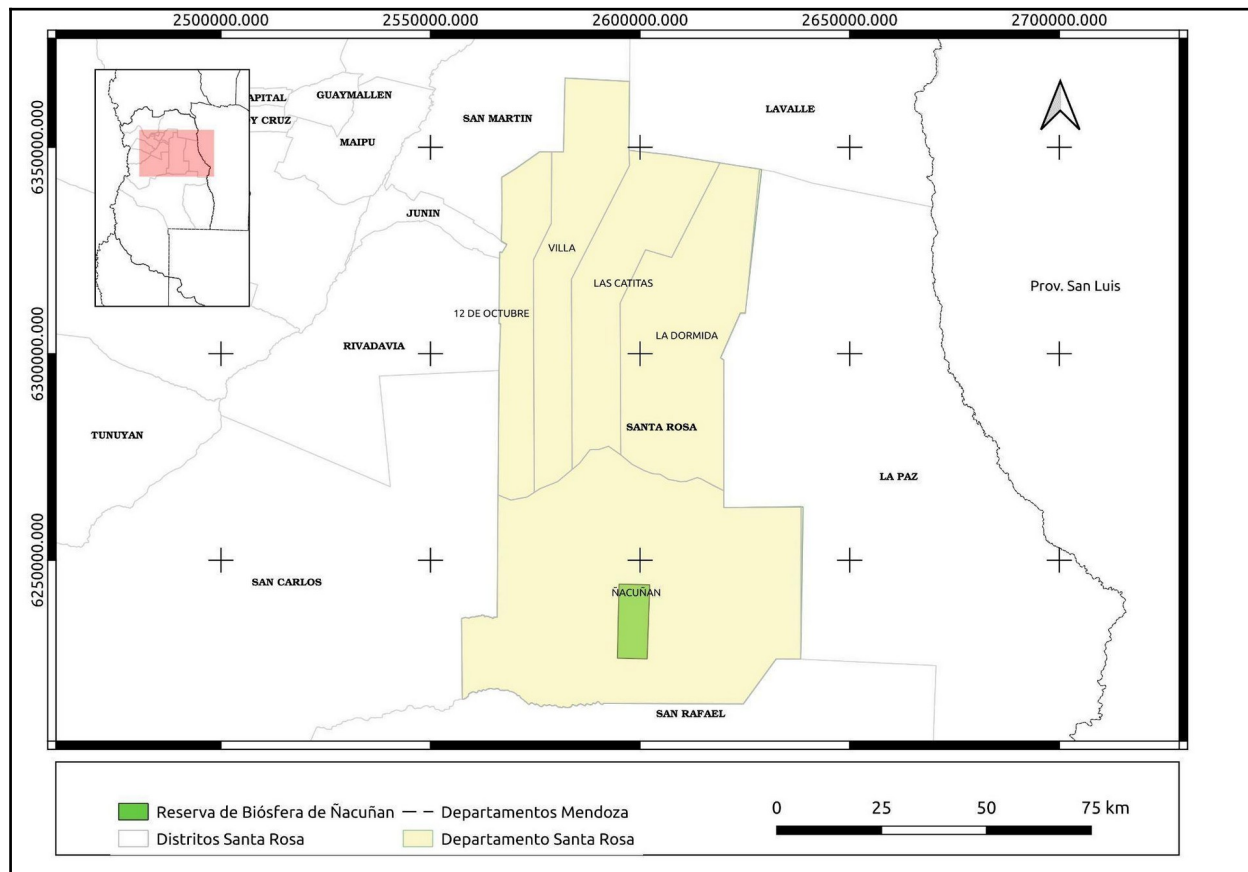 2500000.000 2550000.000 2600000.000 2650000.000 2700000.000
6350000.000
6300000.000
6250000.000
APITAL
GUAYMALLEN
Y CRUZ
MAIPU
SAN MARTIN
LAVALLE
JUNIN
VILLA
LAS CATITAS
Prov. San Luis
12 DE OCTUBRE
LA DORMIDA
RIVADAVIA
TUNUYAN
SANTA ROSA
LA PAZ
SAN CARLOS
ÑACUÑAN
SAN RAFAEL
Reserva de Biósfera de Ñacuñan
Departamentos Mendoza
Distritos Santa Rosa
Departamento Santa Rosa
0 25 50 75 km